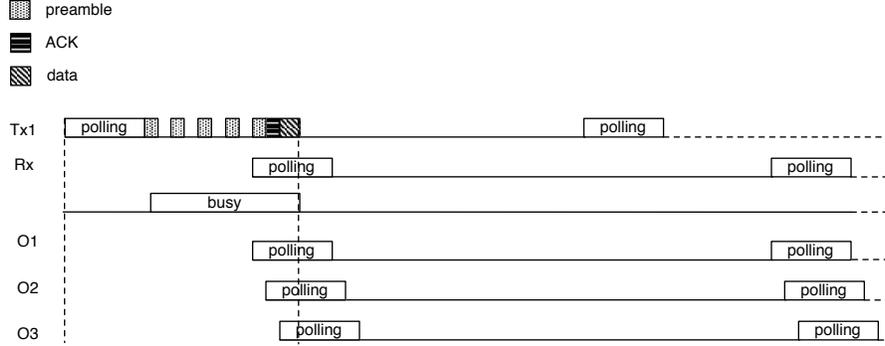 preamble
ACK
data
Tx1 polling polling
Rx polling polling
busy
O1 polling polling
O2 polling polling
O3 polling polling